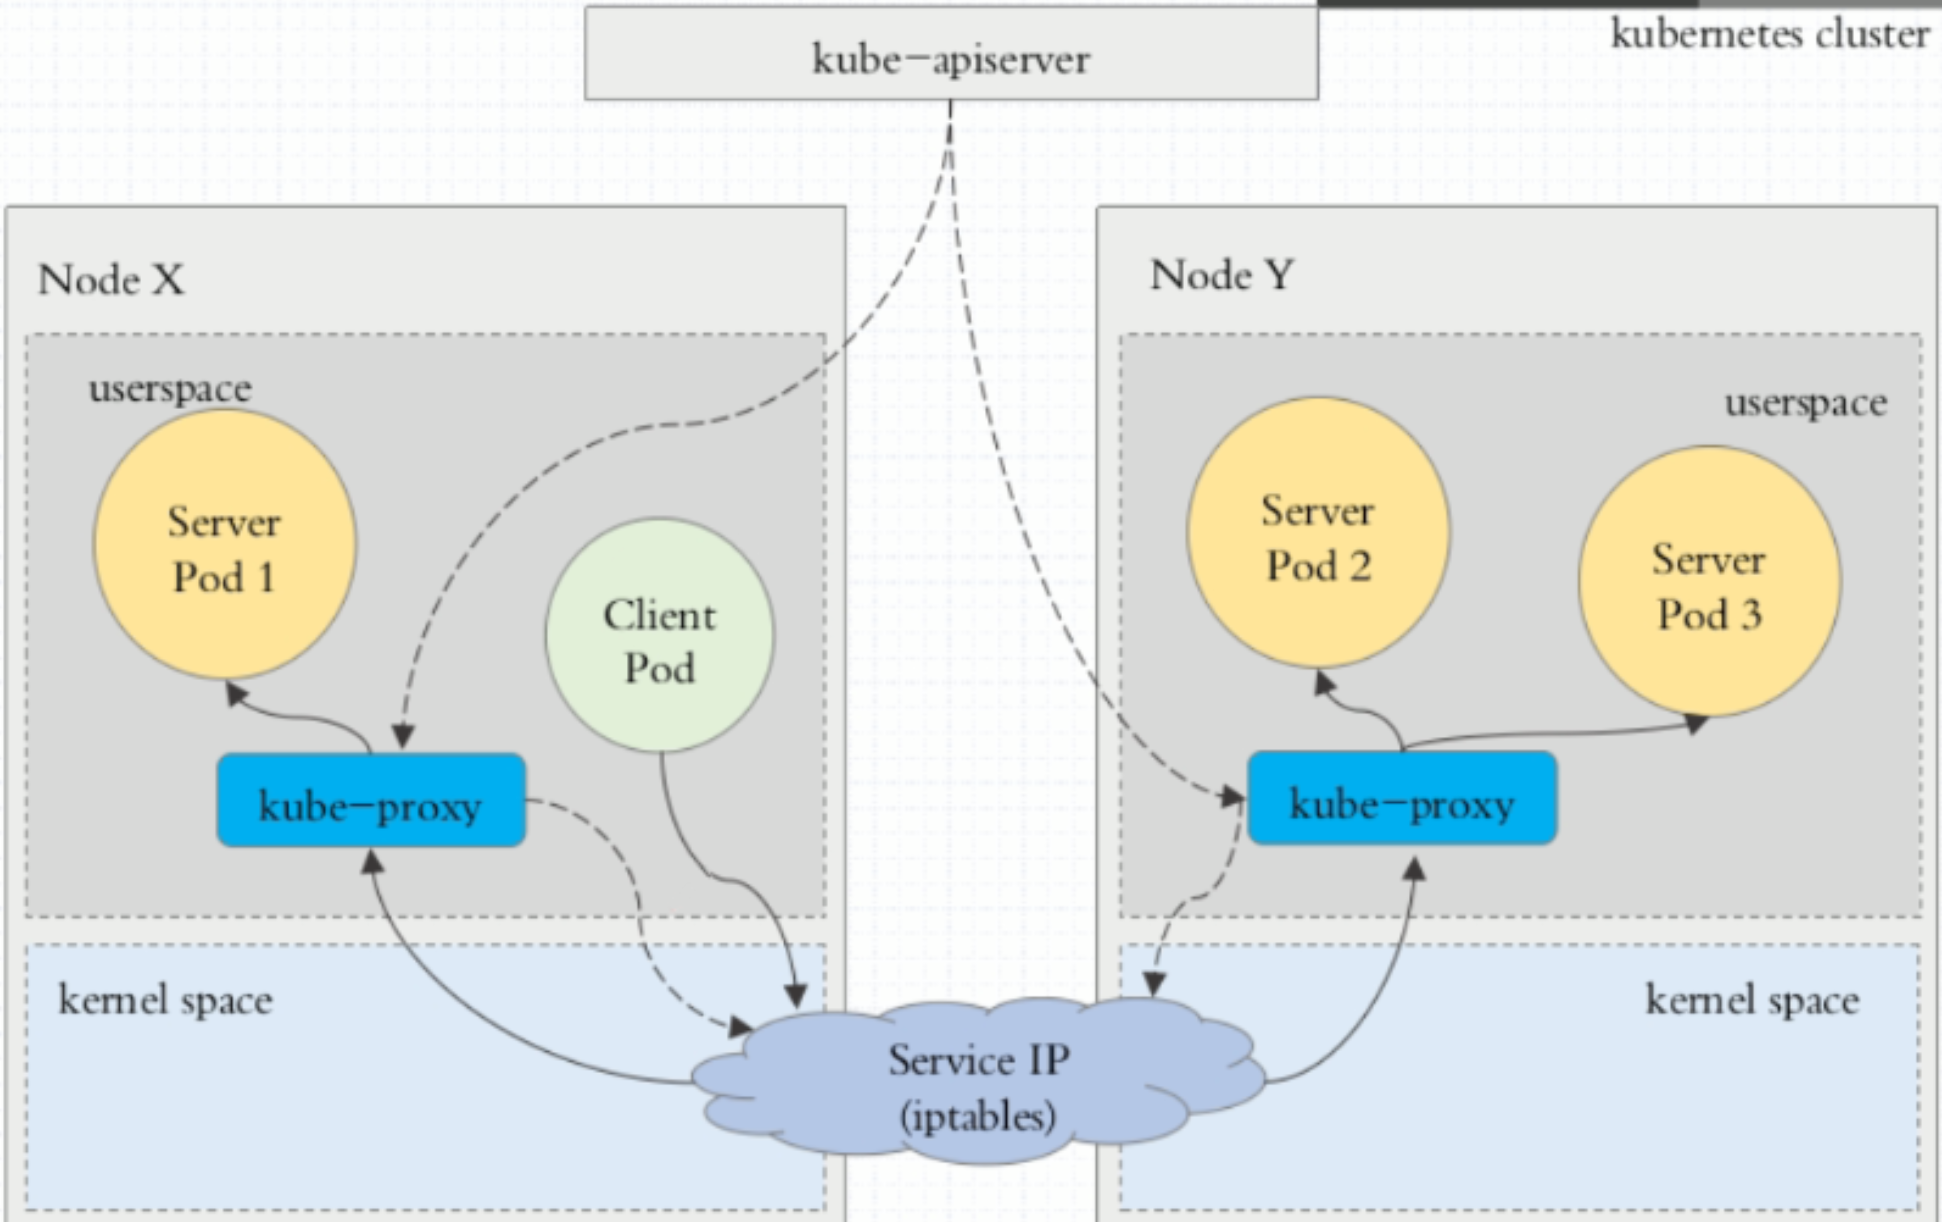 kube-apiserver
kubernetes cluster
Node X
userspace
Server
Pod 1
Client
Pod
kube-proxy
kernel space
Node Y
userspace
Server
Pod 2
Server
Pod 3
kube-proxy
kernel space
Service IP
(iptables)